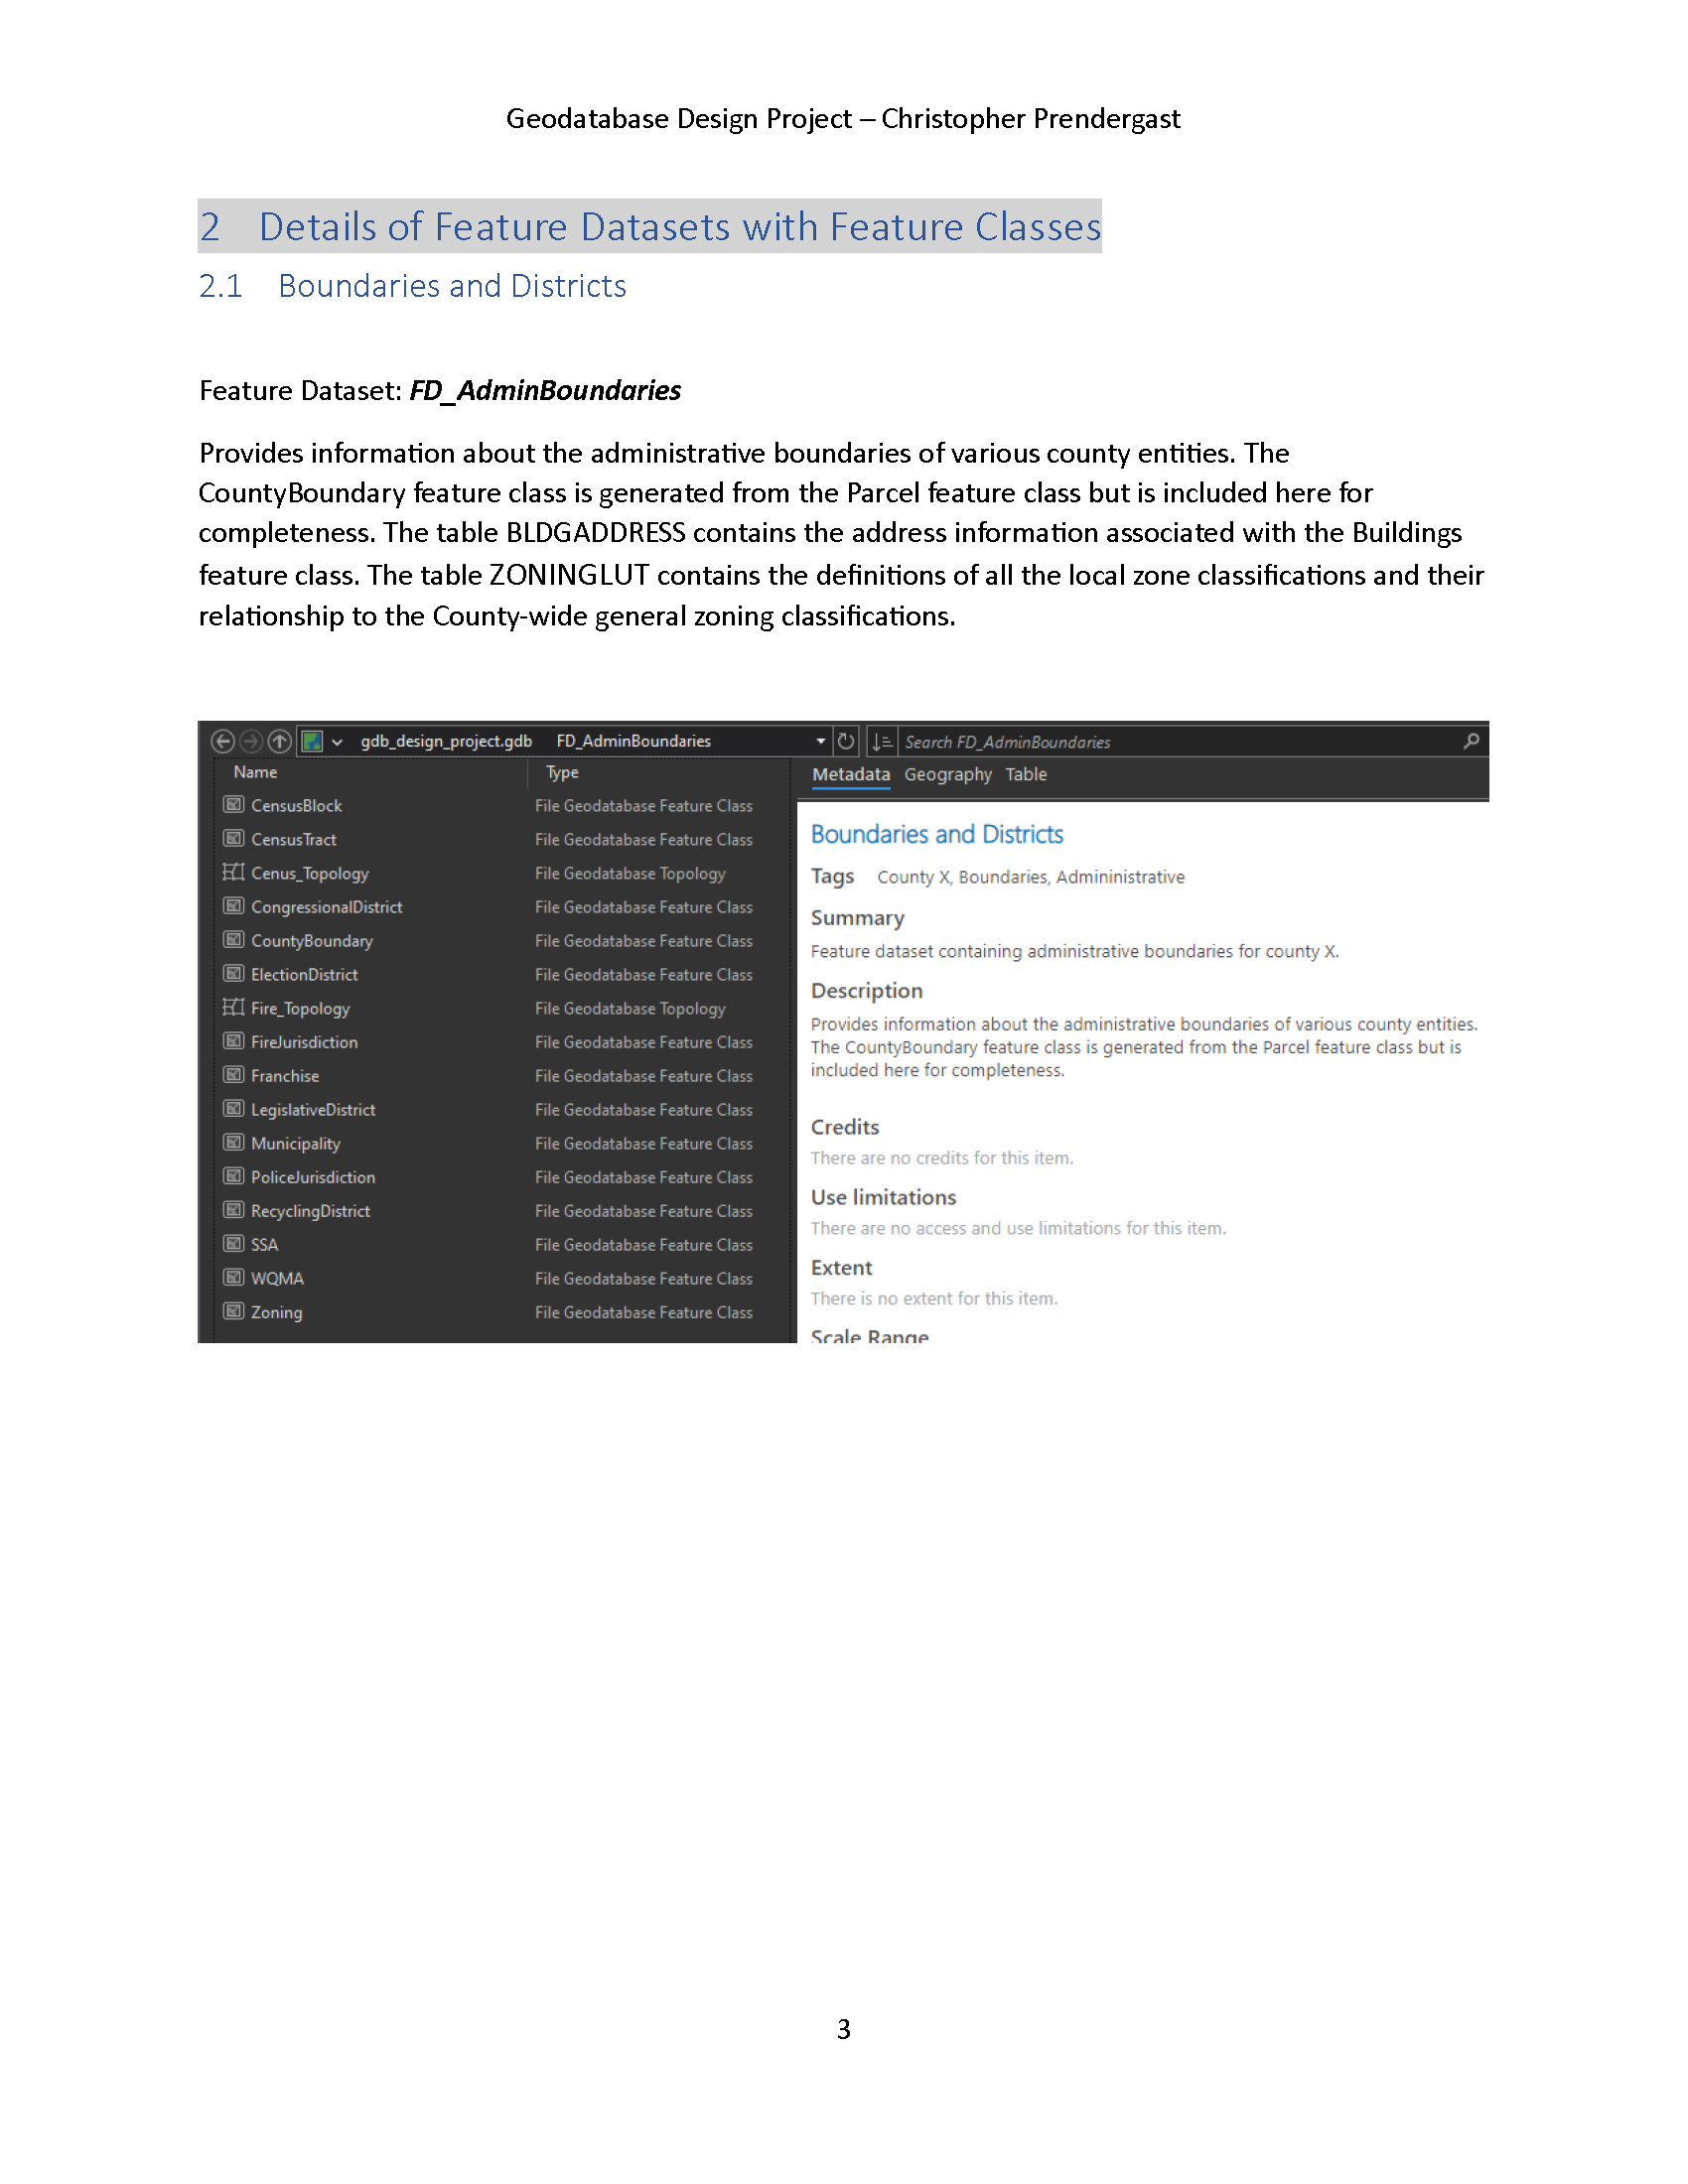 Geodatabase Design Project – Christopher Prendergast
2 Details of Feature Datasets with Feature Classes
2.1 Boundaries and Districts
Feature Dataset: FD_AdminBoundaries
Provides information about the administrative boundaries of various county entities. The
CountyBoundary feature class is generated from the Parcel feature class but is included here for
completeness. The table BLDGADDRESS contains the address information associated with the Buildings
feature class. The table ZONINGLUT contains the definitions of all the local zone classifications and their
relationship to the County-wide general zoning classifications.
gdb_design_project.gdb FD_AdminBoundaries Search FD_AdminBoundaries
Name Type
CensusBlock File Geodatabase Feature Class
CensusTract File Geodatabase Feature Class
Cenus_Topology File Geodatabase Topology
CongressionalDistrict File Geodatabase Feature Class
CountyBoundary File Geodatabase Feature Class
ElectionDistrict File Geodatabase Feature Class
Fire_Topology File Geodatabase Topology
FireJurisdiction File Geodatabase Feature Class
Franchise File Geodatabase Feature Class
LegislativeDistrict File Geodatabase Feature Class
Municipality File Geodatabase Feature Class
PoliceJurisdiction File Geodatabase Feature Class
RecyclingDistrict File Geodatabase Feature Class
SSA File Geodatabase Feature Class
WQMA File Geodatabase Feature Class
Zoning File Geodatabase Feature Class
Metadata Geography Table
Boundaries and Districts
Tags County X, Boundaries, Admininistrative
Summary
Feature dataset containing administrative boundaries for county X.
Description
Provides information about the administrative boundaries of various county entities.
The CountyBoundary feature class is generated from the Parcel feature class but is
included here for completeness.
Credits
There are no credits for this item.
Use limitations
There are no access and use limitations for this item.
Extent
There is no extent for this item.
Scale Range
3